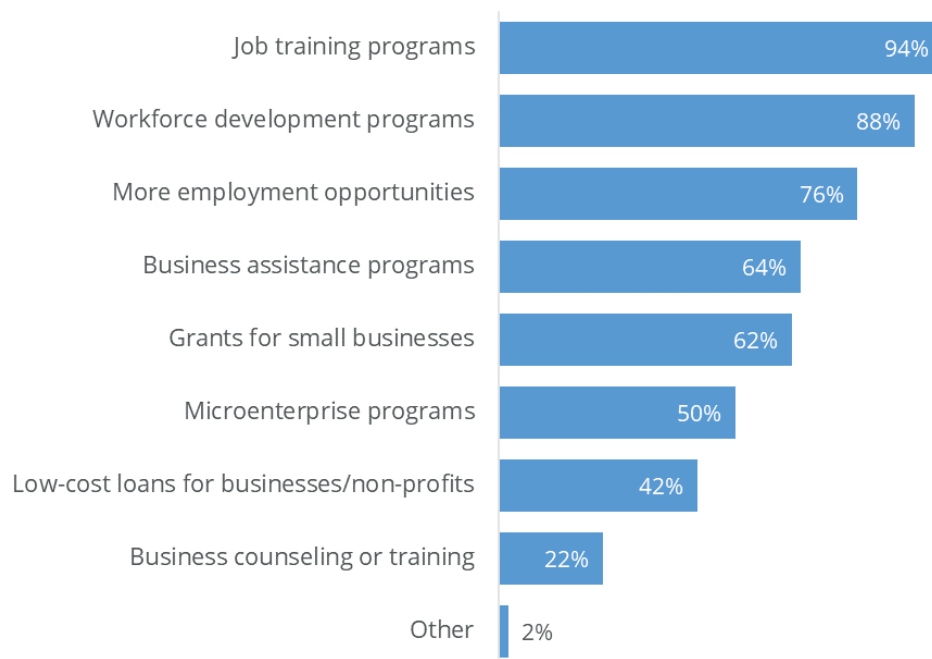 Job training programs 94%
Workforce development programs 88%
More employment opportunities 76%
Business assistance programs 64%
Grants for small businesses 62%
Microenterprise programs 50%
Low-cost loans for businesses/non-profits 42%
Business counseling or training 22%
Other 2%